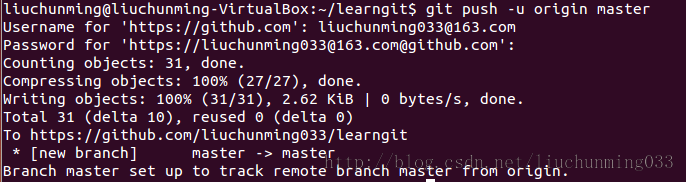 liuchunming@liuchunming-VirtualBox:~/learngit$ git push -u origin master
Username for 'https://github.com': liuchunming033@163.com
Password for 'https://liuchunming033@163.com@github.com':
Counting objects: 31, done.
Compressing objects: 100% (27/27), done.
Writing objects: 100% (31/31), 2.62 KiB | 0 bytes/s, done.
Total 31 (delta 10), reused 0 (delta 0)
To https://github.com/liuchunming033/learngit
 * [new branch]      master -> master
http://blog.csdn.net/liuchunming033
Branch master set up to track remote branch master from origin.